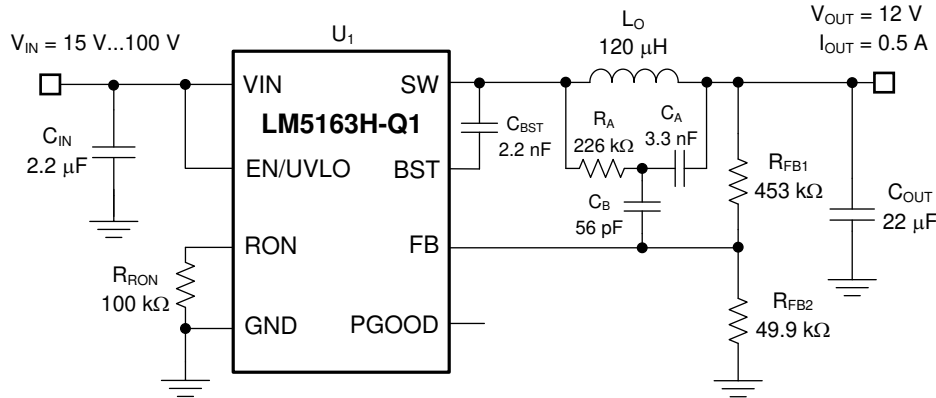 V_IN = 15 V...100 V
U_1
L_O
120 μH
V_OUT = 12 V
I_OUT = 0.5 A
VIN
SW
LM5163H-Q1
C_IN
2.2 μF
C_BST
2.2 nF
R_A
226 kΩ
C_A
3.3 nF
EN/UVLO
BST
R_FB1
453 kΩ
C_B
56 pF
C_OUT
22 μF
RON
FB
R_RON
100 kΩ
GND
PGOOD
R_FB2
49.9 kΩ